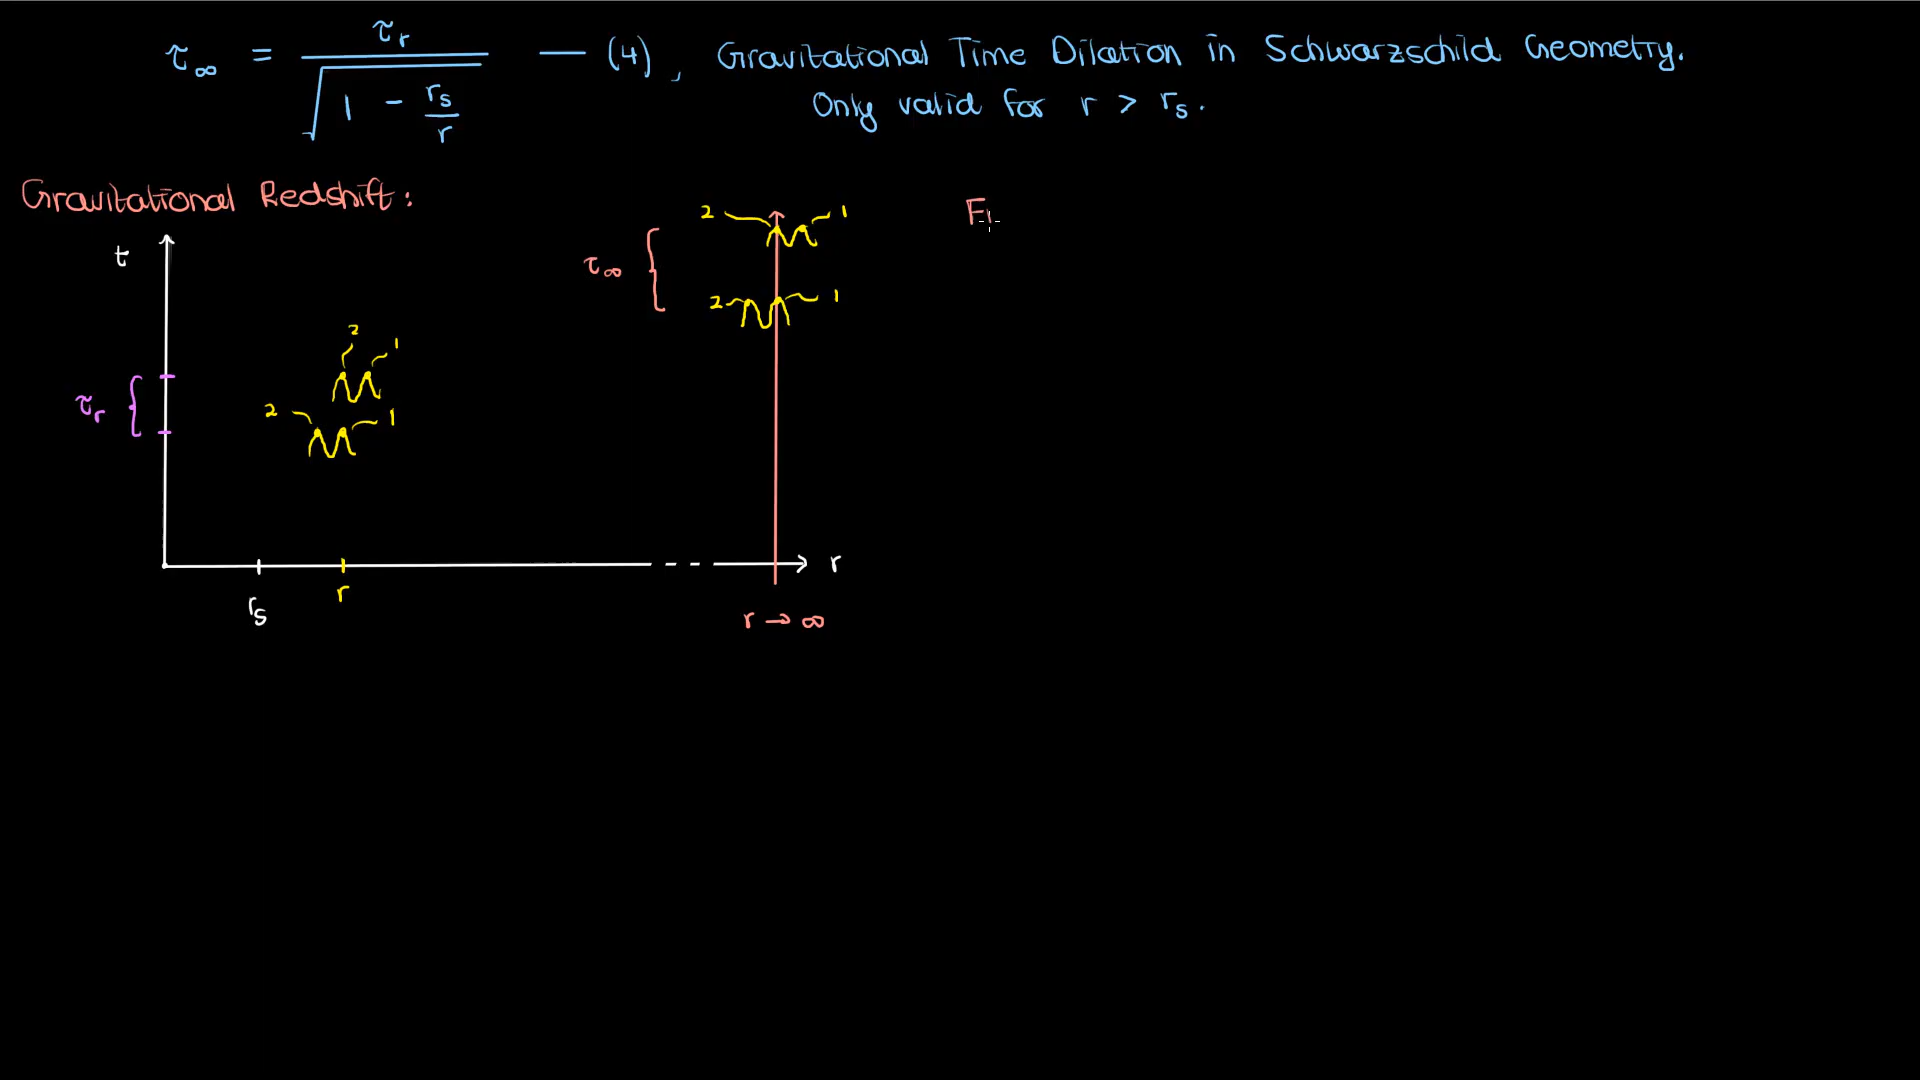 τ∞ = τr / √(1 - rs/r) — (4), Gravitational Time Dilation in Schwarzschild Geometry.
Only valid for r > rs.
Gravitational Redshift:
t
τr
2 1
2 1
τ∞
2 1
2 1
rs
r
r
r → ∞